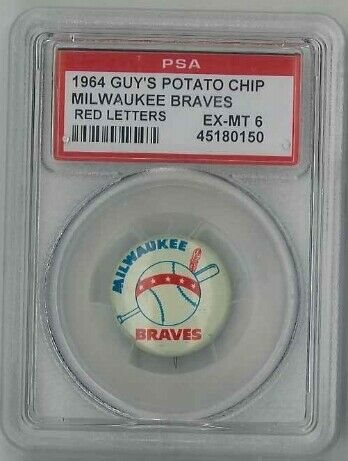 PSA
1964 GUY'S POTATO CHIP
MILWAUKEE BRAVES
RED LETTERS EX-MT 6
45180150
MILWAUKEE
BRAVES